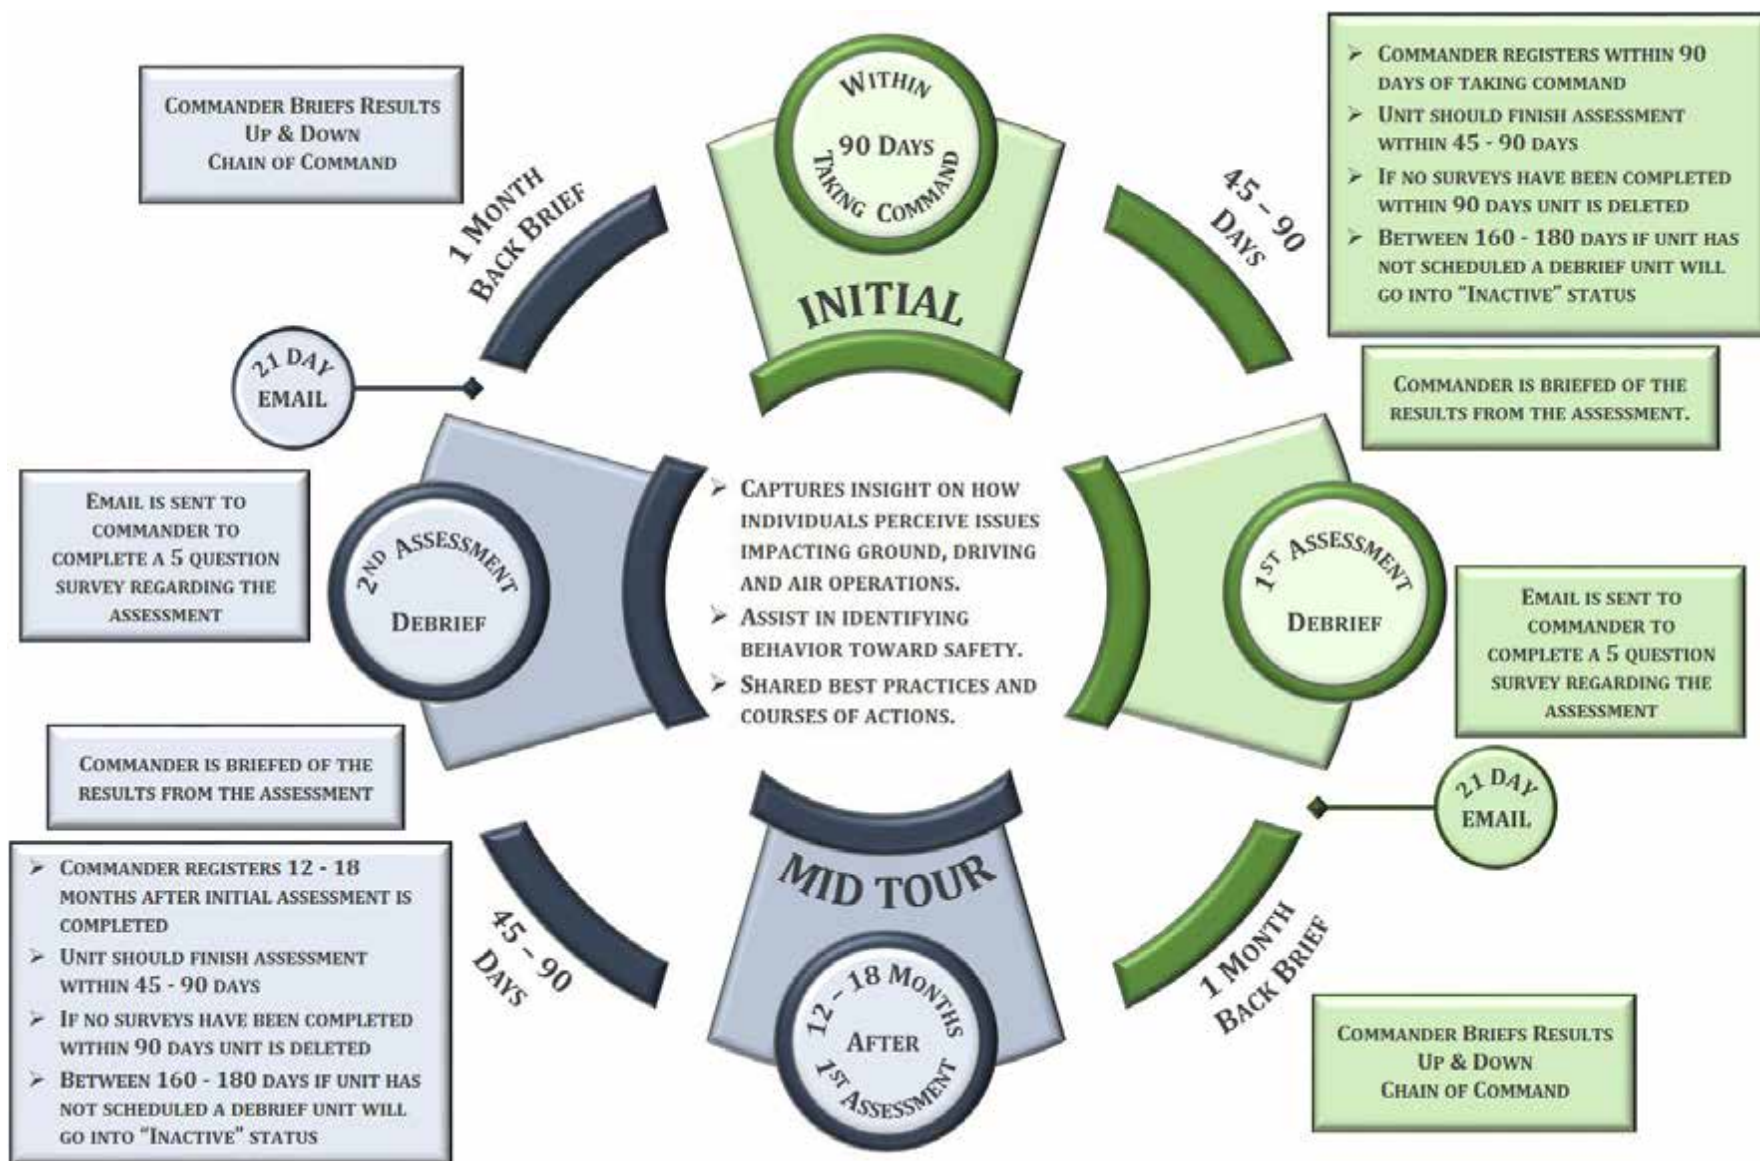 WITHIN
90 DAYS
TAKING COMMAND
INITIAL
45 – 90
DAYS
➢ COMMANDER REGISTERS WITHIN 90
DAYS OF TAKING COMMAND
➢ UNIT SHOULD FINISH ASSESSMENT
WITHIN 45 - 90 DAYS
➢ IF NO SURVEYS HAVE BEEN COMPLETED
WITHIN 90 DAYS UNIT IS DELETED
➢ BETWEEN 160 - 180 DAYS IF UNIT HAS
NOT SCHEDULED A DEBRIEF UNIT WILL
GO INTO “INACTIVE” STATUS
COMMANDER IS BRIEFED OF THE
RESULTS FROM THE ASSESSMENT.
1ST ASSESSMENT
DEBRIEF
EMAIL IS SENT TO
COMMANDER TO
COMPLETE A 5 QUESTION
SURVEY REGARDING THE
ASSESSMENT
21 DAY
EMAIL
1 MONTH
BACK BRIEF
COMMANDER BRIEFS RESULTS
UP & DOWN
CHAIN OF COMMAND
MID TOUR
12 – 18 MONTHS
AFTER
1ST ASSESSMENT
45 – 90
DAYS
➢ COMMANDER REGISTERS 12 - 18
MONTHS AFTER INITIAL ASSESSMENT IS
COMPLETED
➢ UNIT SHOULD FINISH ASSESSMENT
WITHIN 45 - 90 DAYS
➢ IF NO SURVEYS HAVE BEEN COMPLETED
WITHIN 90 DAYS UNIT IS DELETED
➢ BETWEEN 160 - 180 DAYS IF UNIT HAS
NOT SCHEDULED A DEBRIEF UNIT WILL
GO INTO “INACTIVE” STATUS
COMMANDER IS BRIEFED OF THE
RESULTS FROM THE ASSESSMENT
2ND ASSESSMENT
DEBRIEF
EMAIL IS SENT TO
COMMANDER TO
COMPLETE A 5 QUESTION
SURVEY REGARDING THE
ASSESSMENT
21 DAY
EMAIL
1 MONTH
BACK BRIEF
COMMANDER BRIEFS RESULTS
UP & DOWN
CHAIN OF COMMAND
➢ CAPTURES INSIGHT ON HOW
INDIVIDUALS PERCEIVE ISSUES
IMPACTING GROUND, DRIVING
AND AIR OPERATIONS.
➢ ASSIST IN IDENTIFYING
BEHAVIOR TOWARD SAFETY.
➢ SHARED BEST PRACTICES AND
COURSES OF ACTIONS.